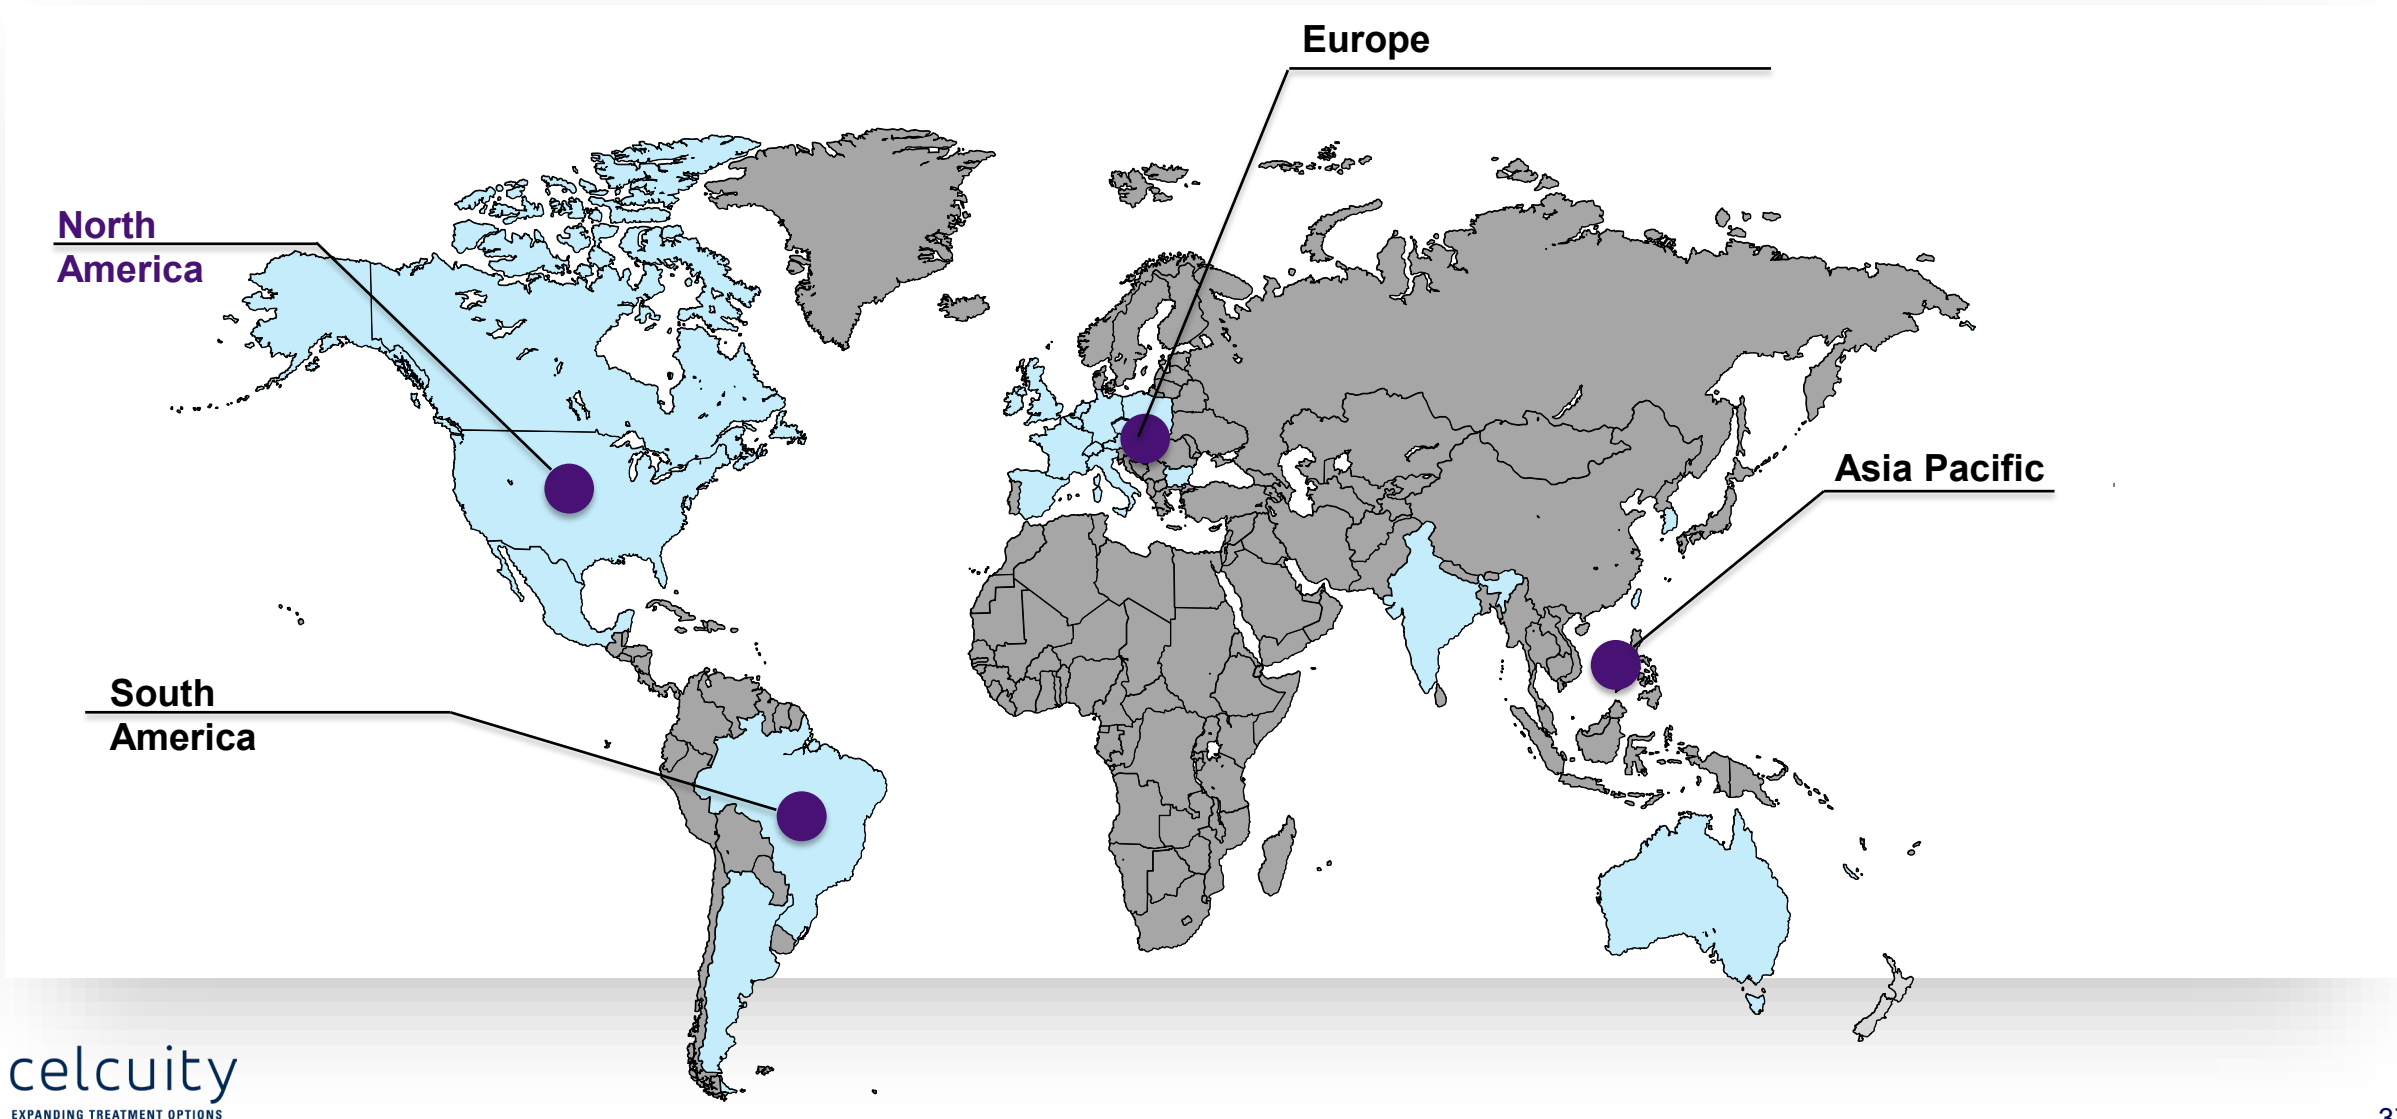 Europe
North
America
Asia Pacific
South
America
celcuity
EXPANDING TREATMENT OPTIONS